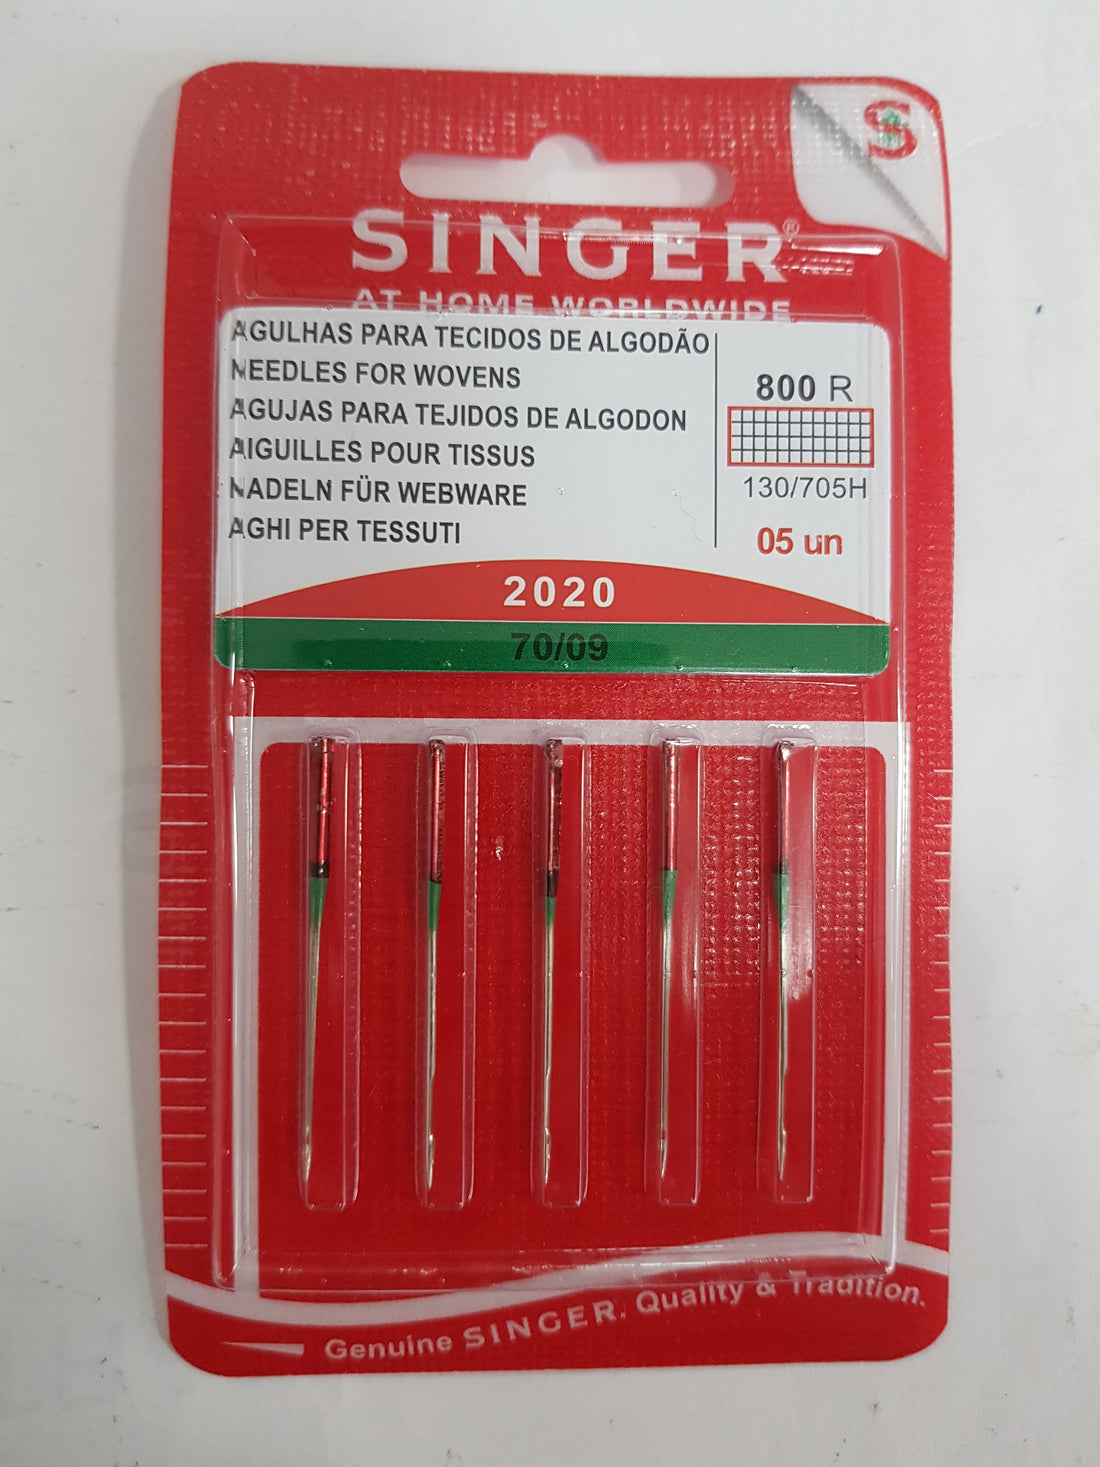 S
SINGER®
AT HOME WORLDWIDE
AGULHAS PARA TECIDOS DE ALGODÃO
NEEDLES FOR WOVENS
AGUJAS PARA TEJIDOS DE ALGODON
AIGUILLES POUR TISSUS
NADELN FÜR WEBWARE
AGHI PER TESSUTI
800 R
130/705H
05 un
2020
70/09
Genuine SINGER. Quality & Tradition.